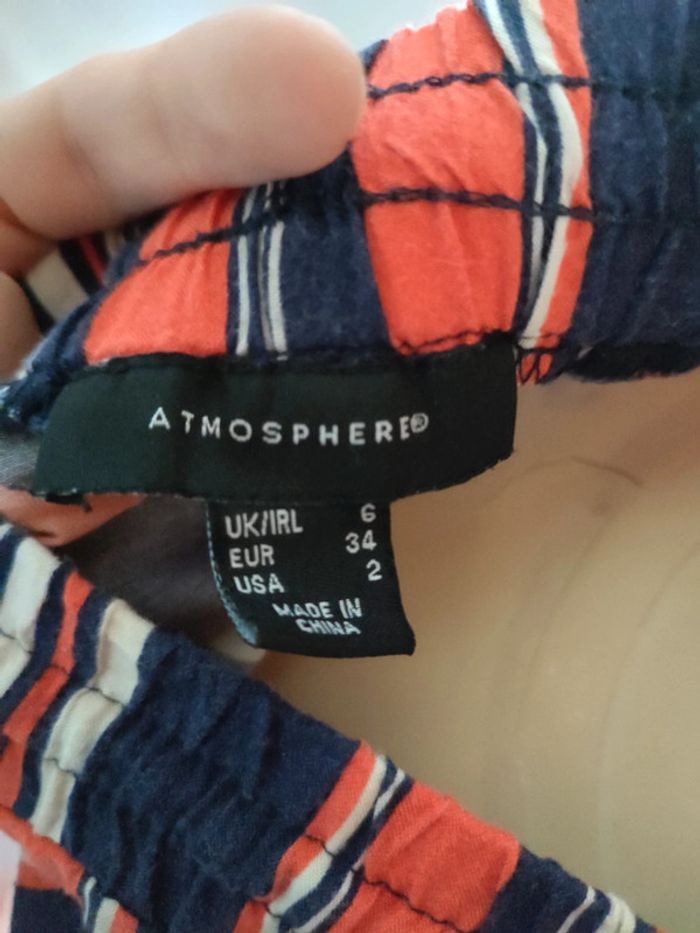 ATMOSPHERE®
UK/IRL 6
EUR 34
USA 2
MADE IN
CHINA